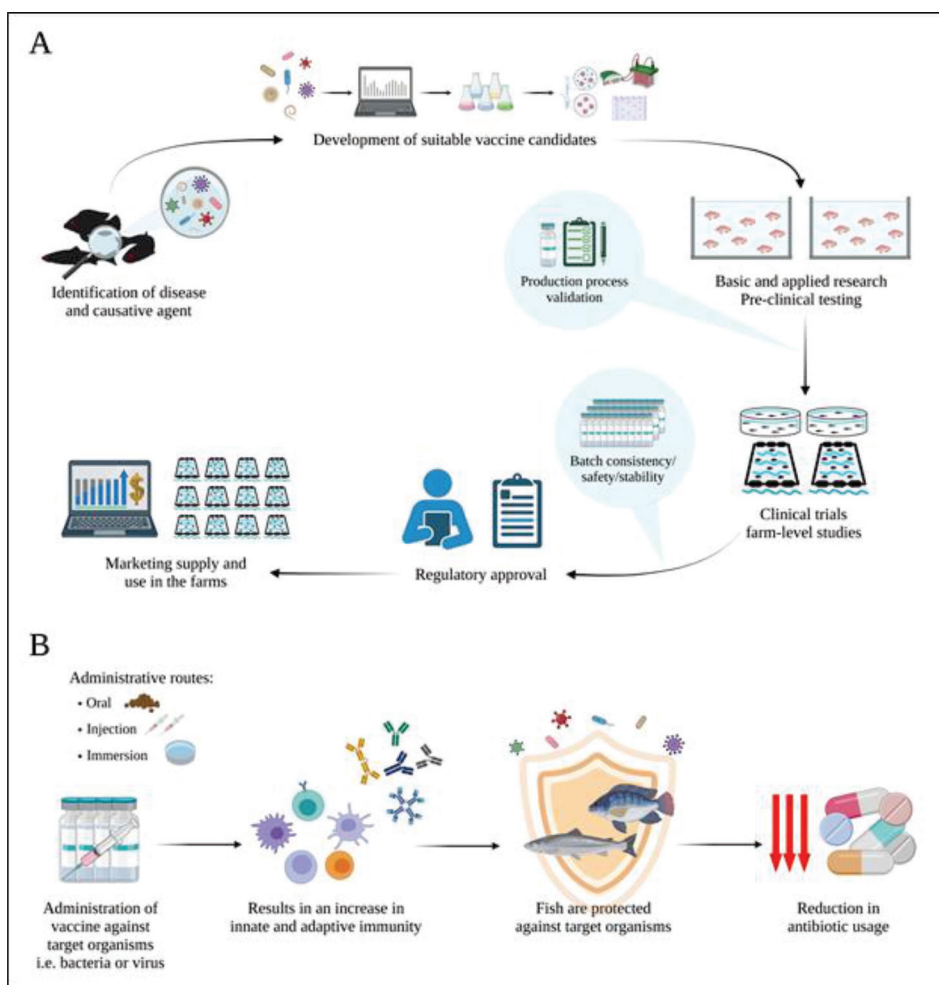 A
Development of suitable vaccine candidates
Identification of disease
and causative agent
Production process
validation
Basic and applied research
Pre-clinical testing
Batch consistency/
safety/stability
Clinical trials
farm-level studies
Marketing supply and
use in the farms
Regulatory approval
B
Administrative routes:
• Oral
• Injection
• Immersion
Administration of
vaccine against
target organisms
i.e. bacteria or virus
Results in an increase in
innate and adaptive immunity
Fish are protected
against target organisms
Reduction in
antibiotic usage